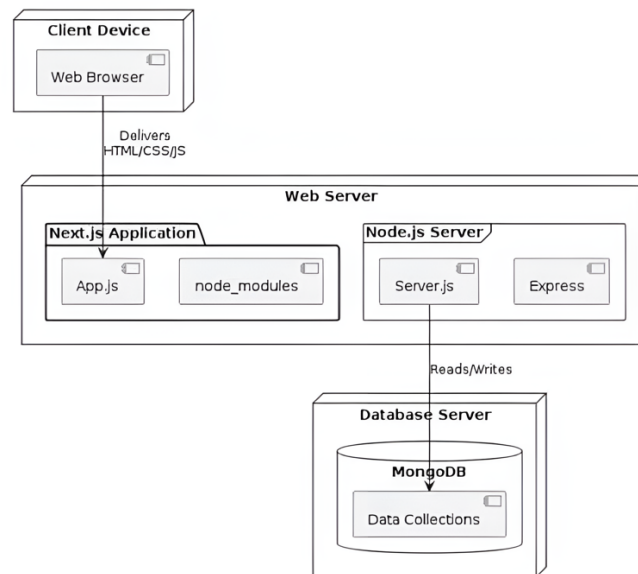 Client Device
Web Browser
Delivers
HTML/CSS/JS
Web Server
Next.js Application
App.js
node_modules
Node.js Server
Server.js
Express
Reads/Writes
Database Server
MongoDB
Data Collections